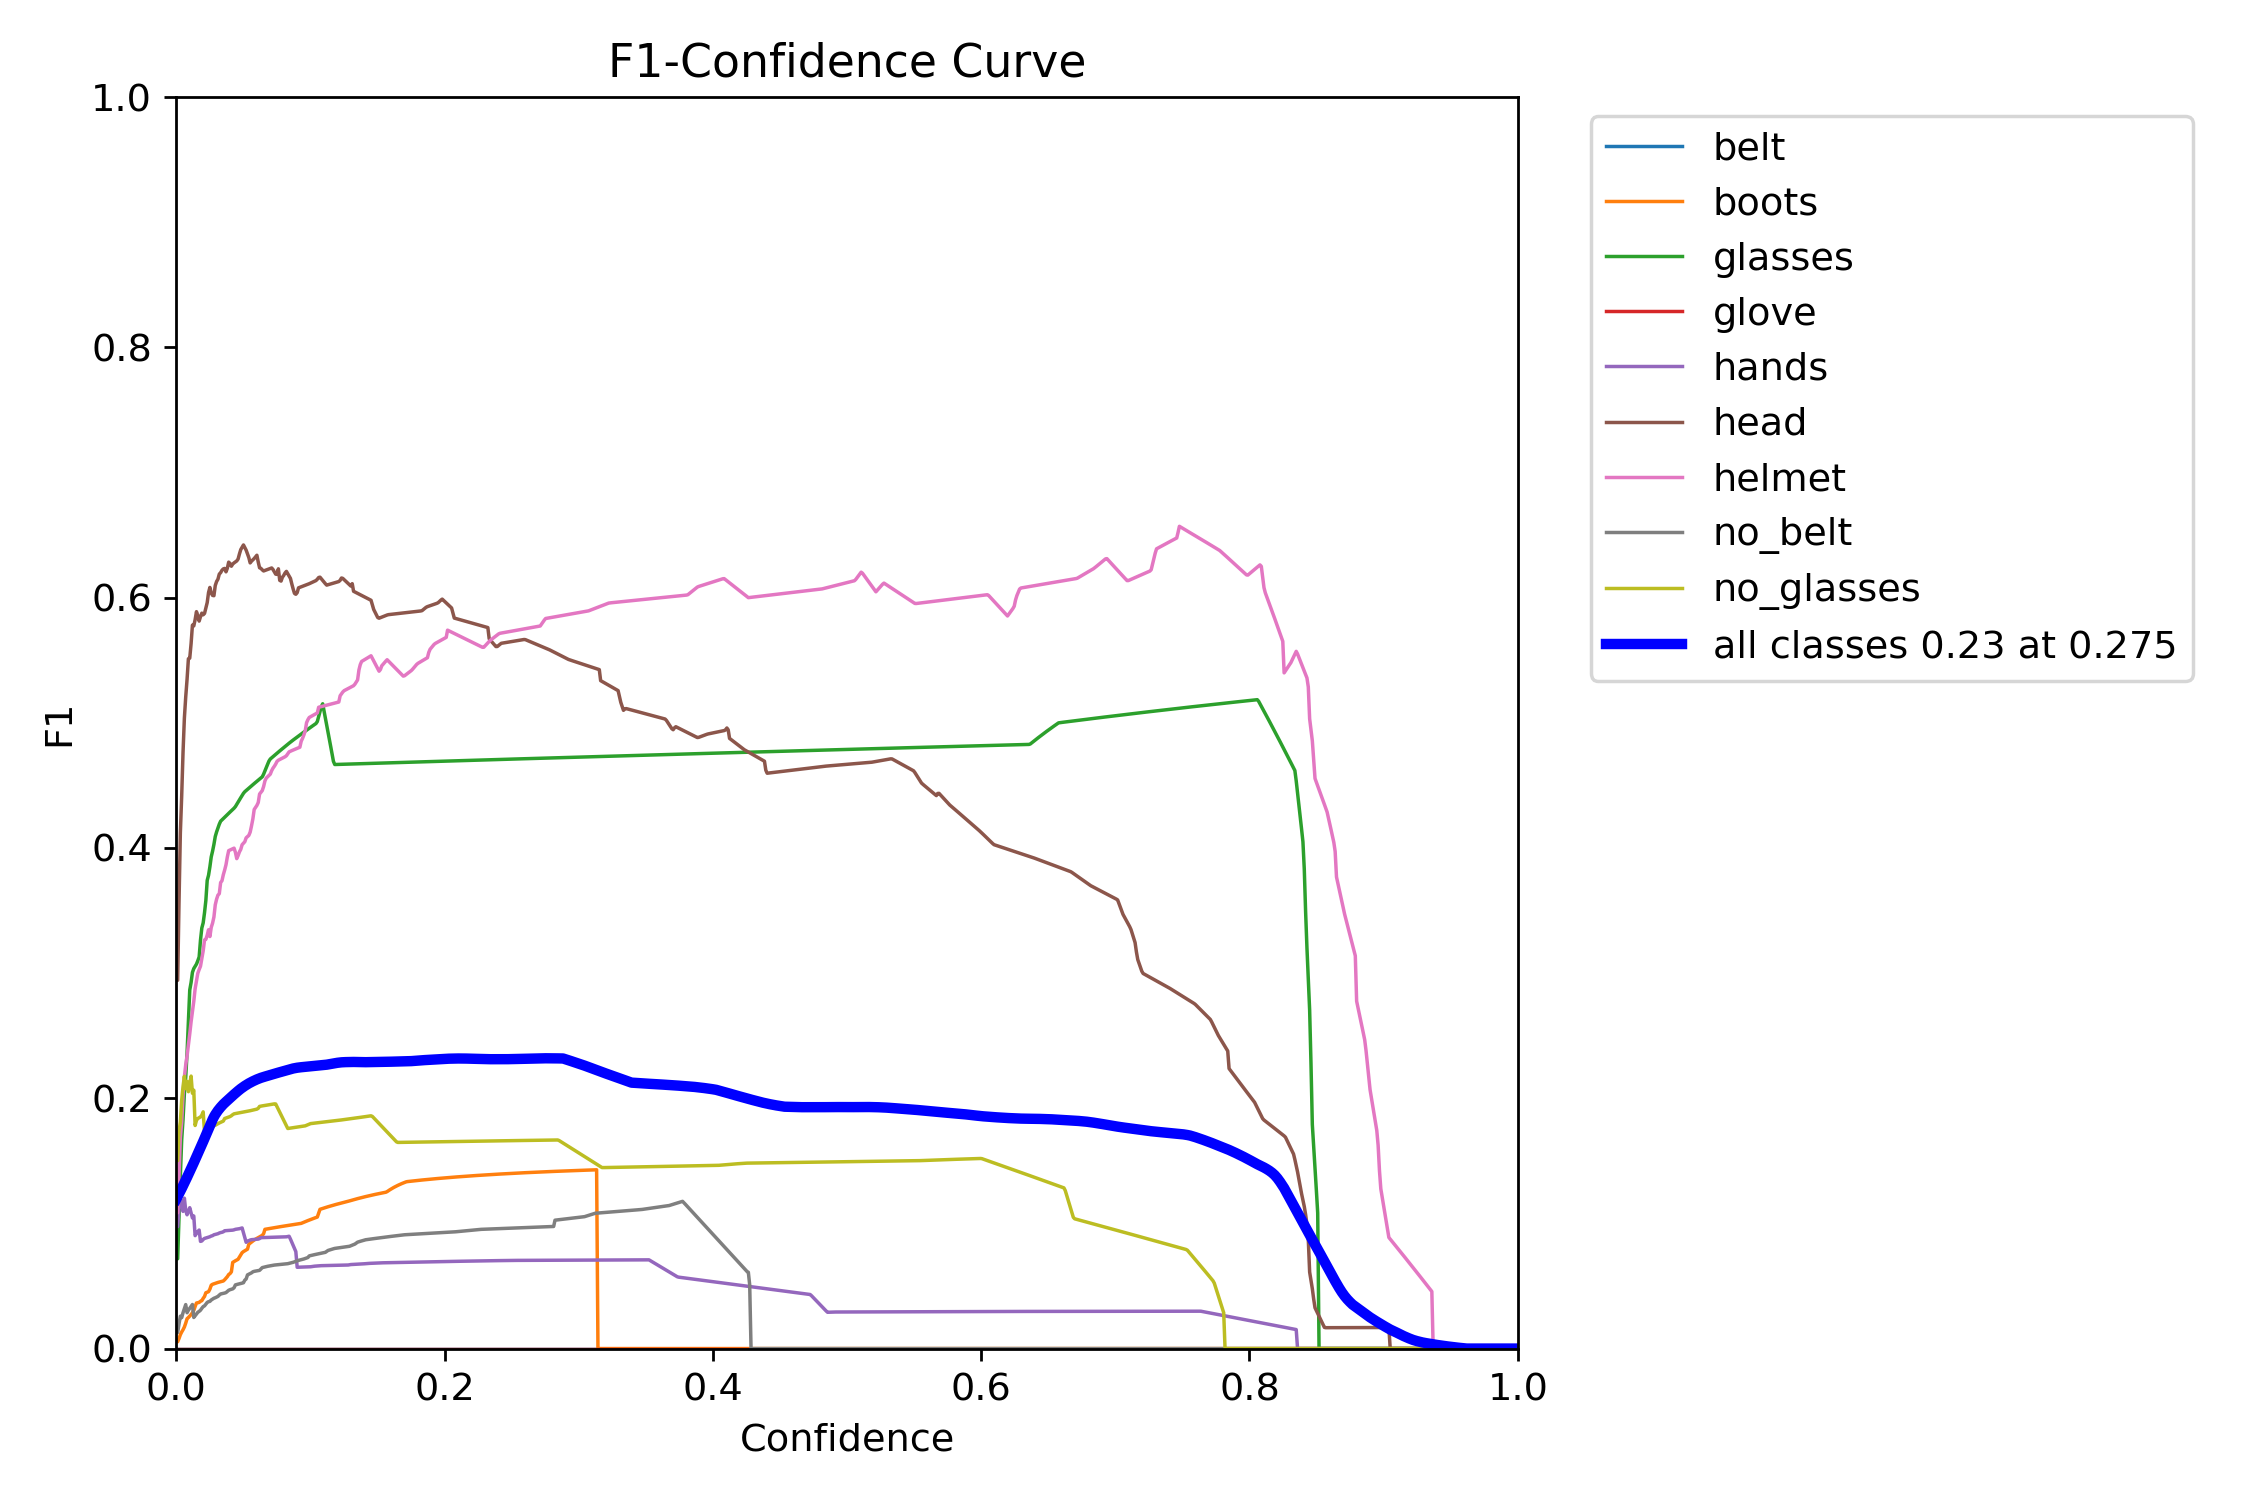 F1-Confidence Curve
1.0
0.8
0.6
0.4
0.2
0.0
F1
0.0 0.2 0.4 0.6 0.8 1.0
Confidence
belt
boots
glasses
glove
hands
head
helmet
no_belt
no_glasses
all classes 0.23 at 0.275